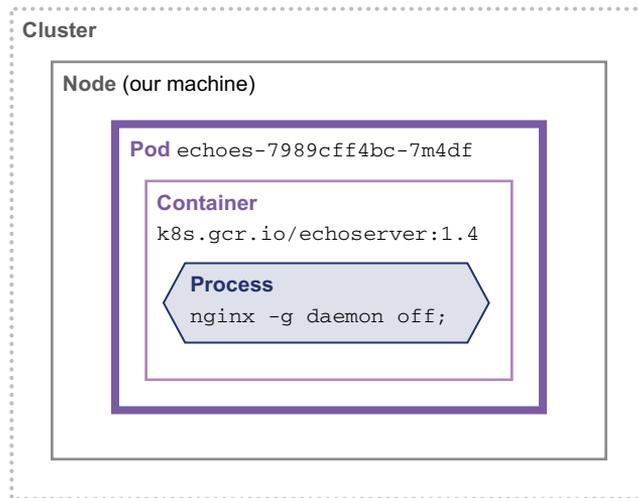 Cluster
Node (our machine)
Pod echoes-7989cff4bc-7m4df
Container
k8s.gcr.io/echoserver:1.4
Process
nginx -g daemon off;